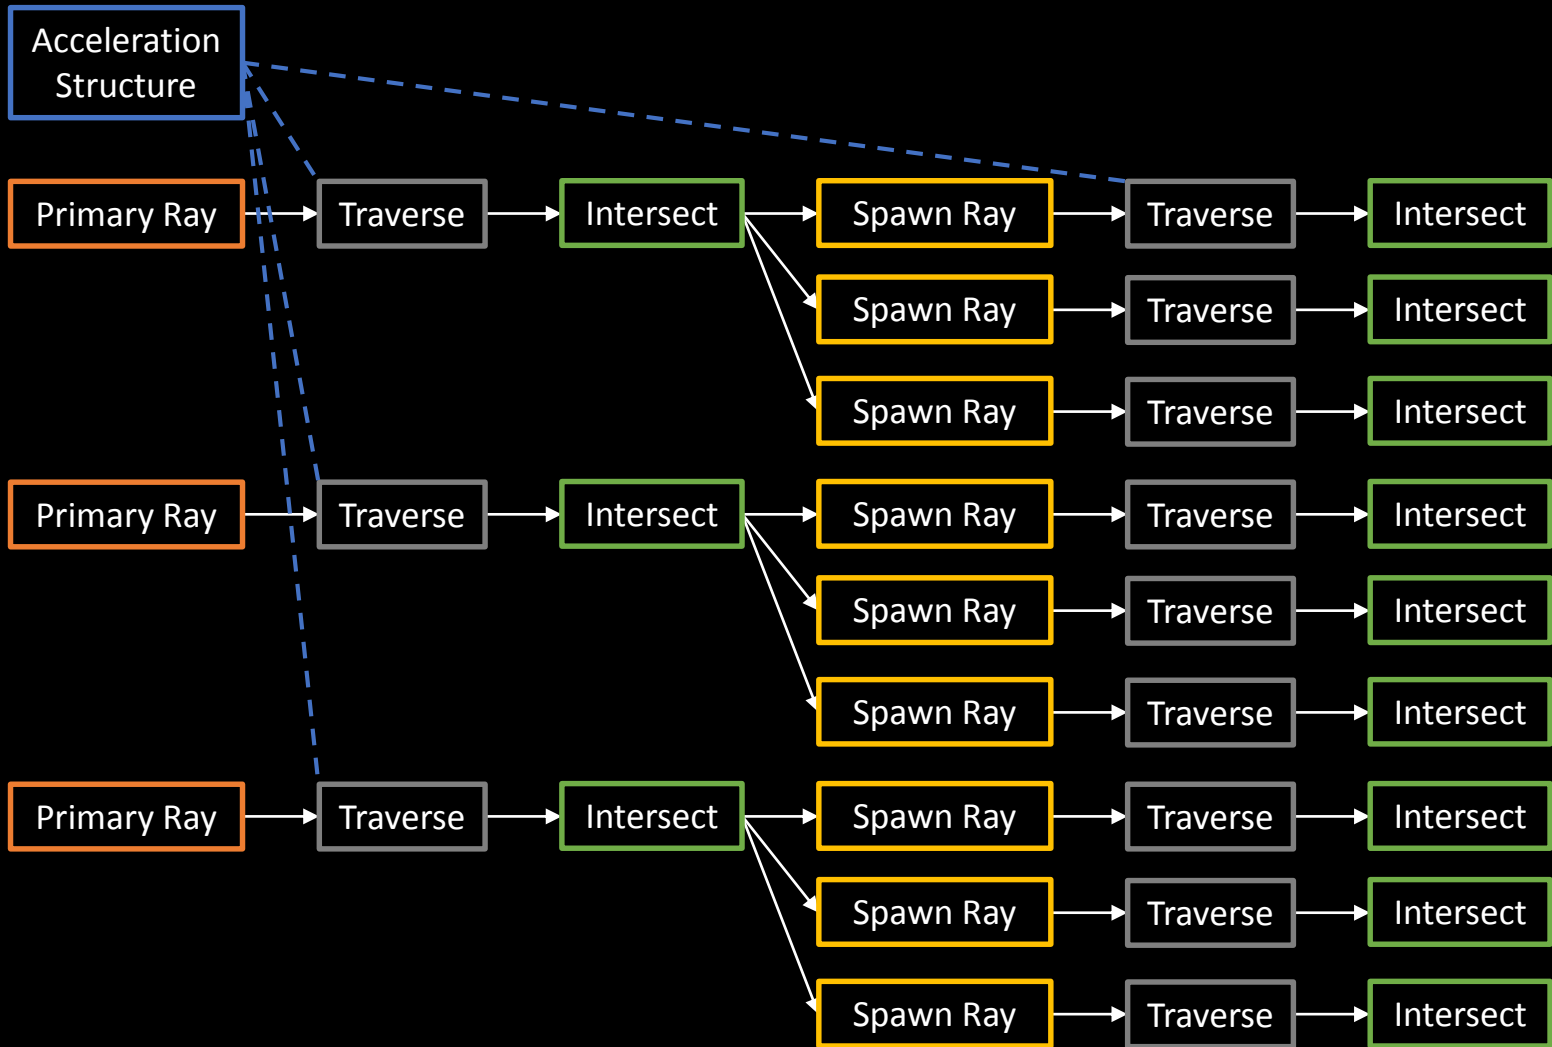 Acceleration
Structure
Primary Ray
Traverse
Intersect
Spawn Ray
Traverse
Intersect
Spawn Ray
Traverse
Intersect
Spawn Ray
Traverse
Intersect
Primary Ray
Traverse
Intersect
Spawn Ray
Traverse
Intersect
Spawn Ray
Traverse
Intersect
Spawn Ray
Traverse
Intersect
Primary Ray
Traverse
Intersect
Spawn Ray
Traverse
Intersect
Spawn Ray
Traverse
Intersect
Spawn Ray
Traverse
Intersect